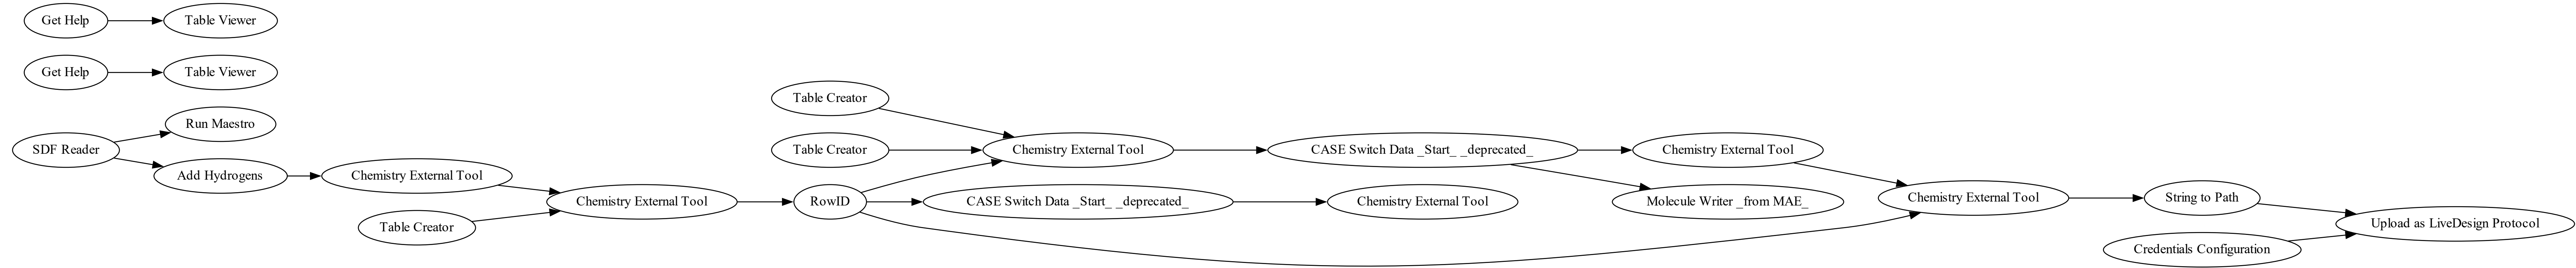 Get Help
Table Viewer
Get Help
Table Viewer
Run Maestro
SDF Reader
Add Hydrogens
Chemistry External Tool
Table Creator
Chemistry External Tool
Table Creator
Table Creator
RowID
Chemistry External Tool
CASE Switch Data _Start_ _deprecated_
CASE Switch Data _Start_ _deprecated_
Chemistry External Tool
Chemistry External Tool
Molecule Writer _from MAE_
Chemistry External Tool
String to Path
Credentials Configuration
Upload as LiveDesign Protocol